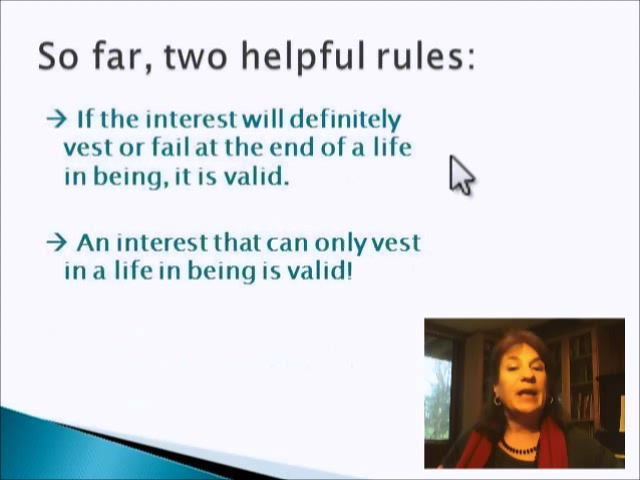 So far, two helpful rules:
→ If the interest will definitely
vest or fail at the end of a life
in being, it is valid.
→ An interest that can only vest
in a life in being is valid!